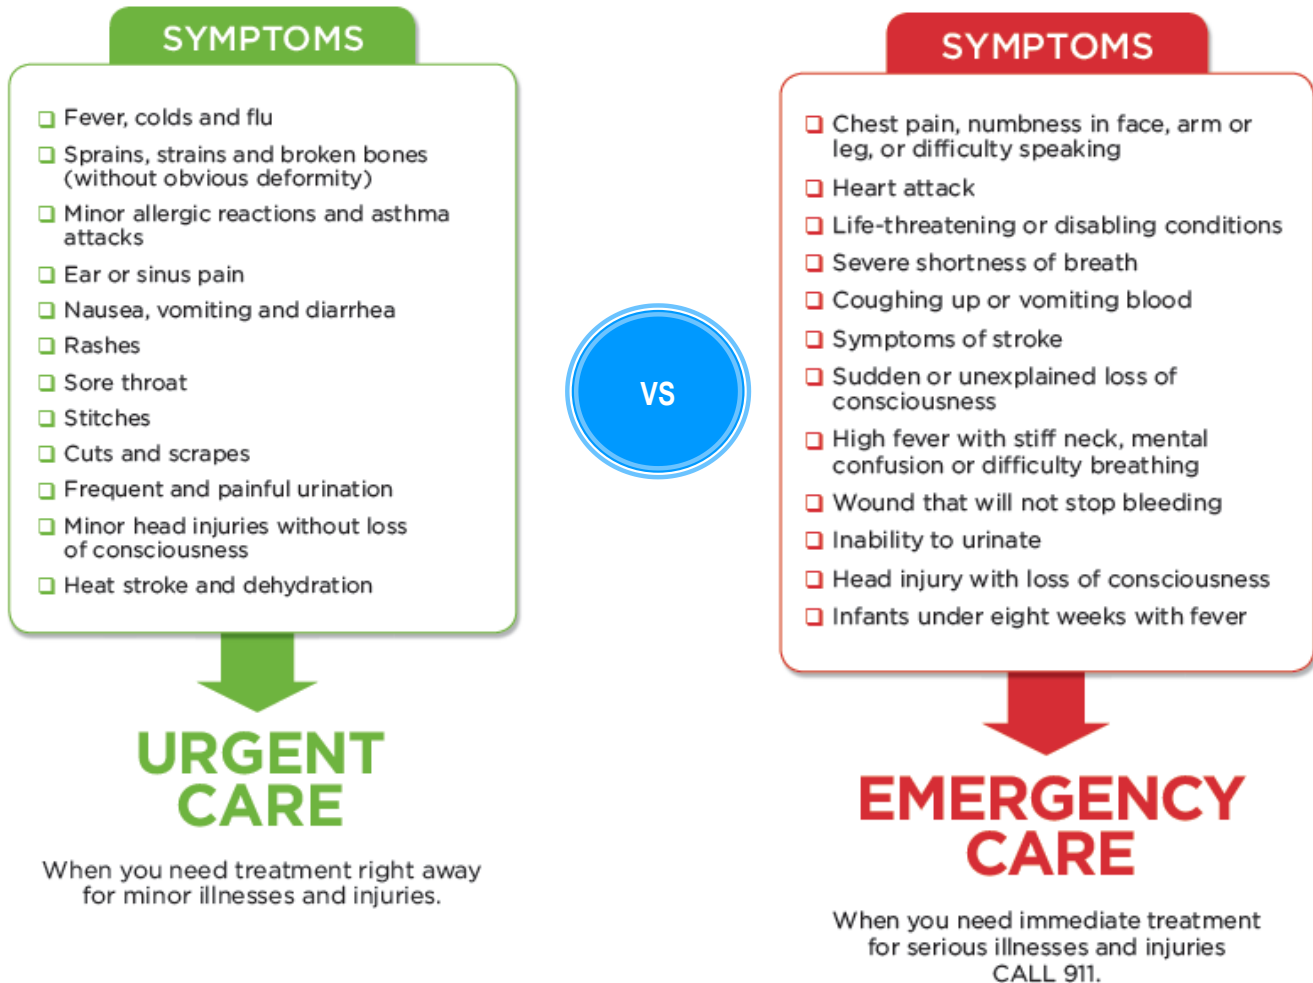 SYMPTOMS
Fever, colds and flu
Sprains, strains and broken bones
(without obvious deformity)
Minor allergic reactions and asthma
attacks
Ear or sinus pain
Nausea, vomiting and diarrhea
Rashes
Sore throat
Stitches
Cuts and scrapes
Frequent and painful urination
Minor head injuries without loss
of consciousness
Heat stroke and dehydration
URGENT
CARE
When you need treatment right away
for minor illnesses and injuries.
VS
SYMPTOMS
Chest pain, numbness in face, arm or
leg, or difficulty speaking
Heart attack
Life-threatening or disabling conditions
Severe shortness of breath
Coughing up or vomiting blood
Symptoms of stroke
Sudden or unexplained loss of
consciousness
High fever with stiff neck, mental
confusion or difficulty breathing
Wound that will not stop bleeding
Inability to urinate
Head injury with loss of consciousness
Infants under eight weeks with fever
EMERGENCY
CARE
When you need immediate treatment
for serious illnesses and injuries
CALL 911.